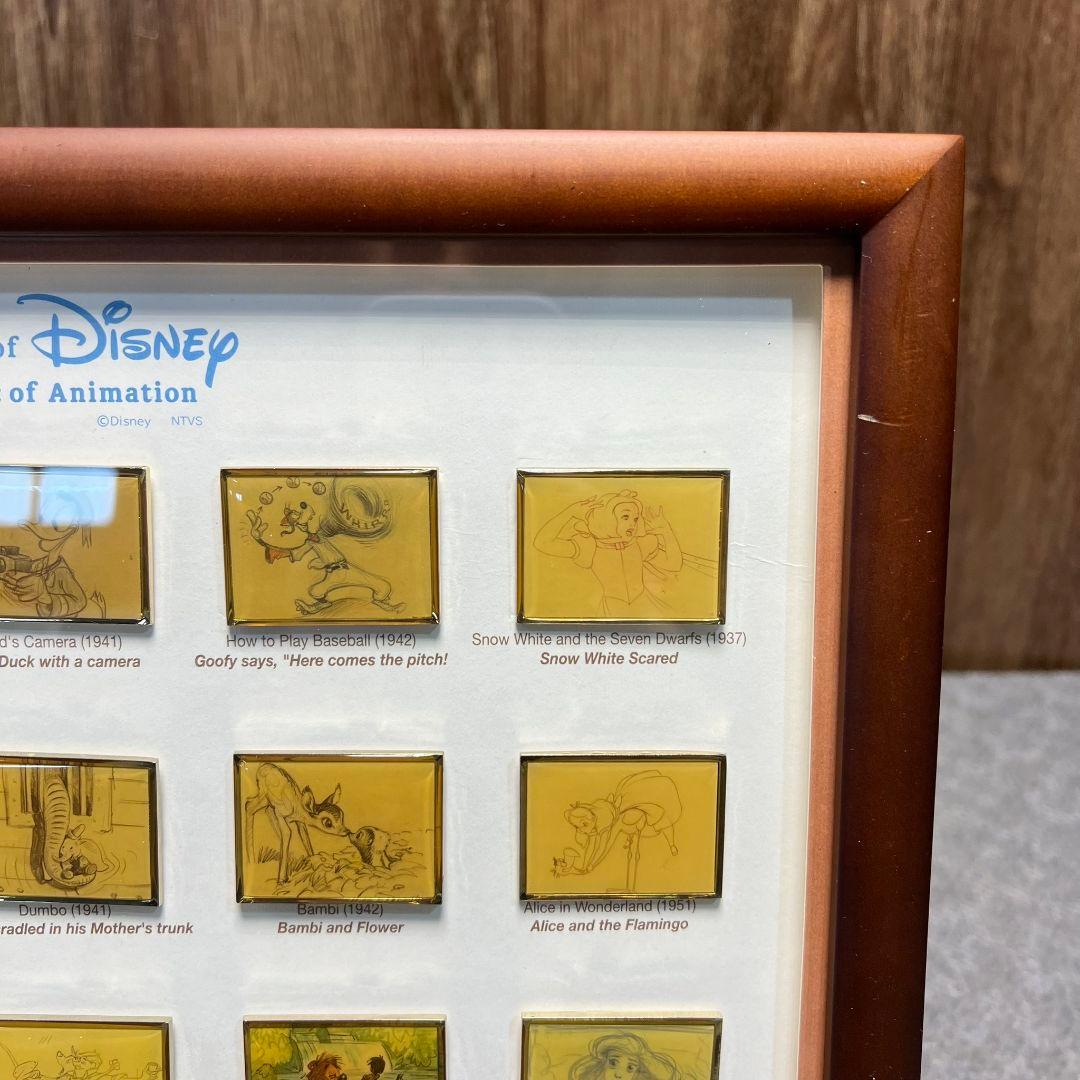 of Disney
of Animation
©Disney NTVS
WHIRR
d's Camera (1941)
Duck with a camera
How to Play Baseball (1942)
Goofy says, "Here comes the pitch!
Snow White and the Seven Dwarfs (1937)
Snow White Scared
Dumbo (1941)
radled in his Mother's trunk
Bambi (1942)
Bambi and Flower
Alice in Wonderland (1951)
Alice and the Flamingo